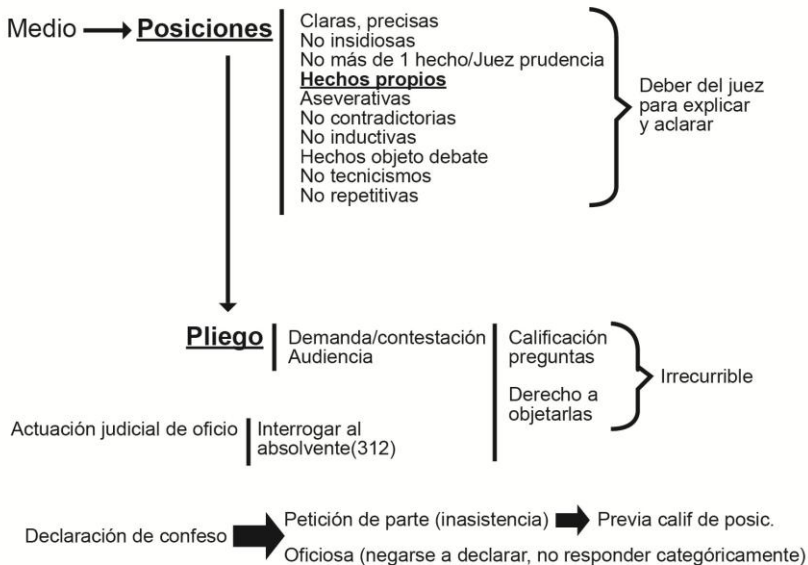 Medio
Posiciones
Claras, precisas
No insidiosas
No más de 1 hecho/Juez prudencia
Hechos propios
Aseverativas
No contradictorias
No inductivas
Hechos objeto debate
No tecnicismos
No repetitivas
Deber del juez
para explicar
y aclarar
Pliego
Demanda/contestación
Audiencia
Calificación
preguntas
Derecho a
objetarlas
Irrecurrible
Actuación judicial de oficio
Interrogar al
absolvente(312)
Declaración de confeso
Petición de parte (inasistencia)
Previa calif de posic.
Oficiosa (negarse a declarar, no responder categóricamente)